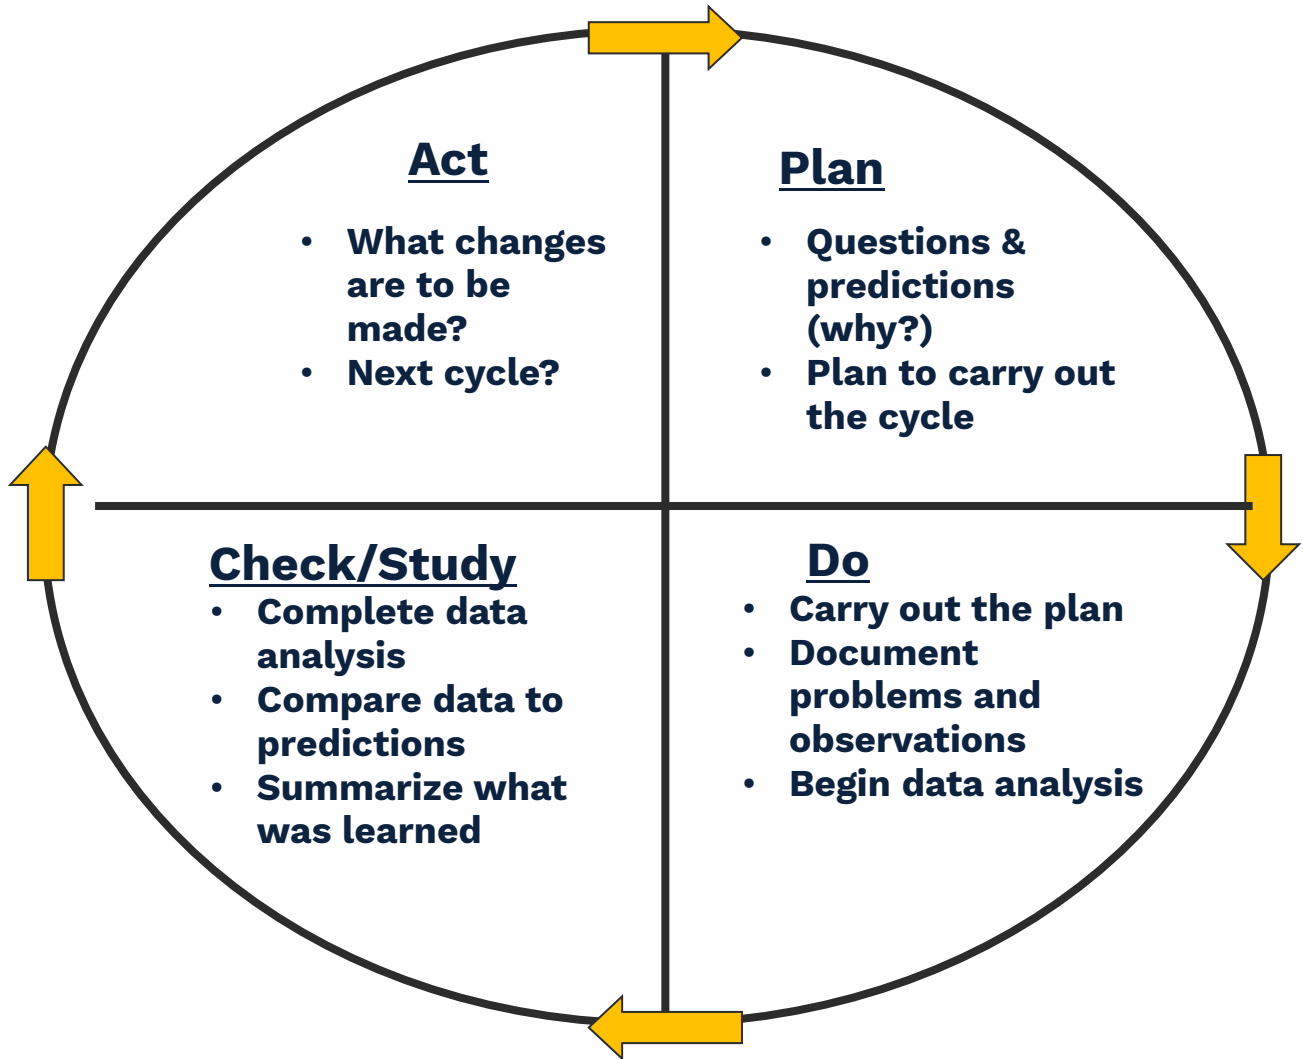 Act
• What changes
are to be
made?
• Next cycle?
Plan
• Questions &
predictions
(why?)
• Plan to carry out
the cycle
Check/Study
• Complete data
analysis
• Compare data to
predictions
• Summarize what
was learned
Do
• Carry out the plan
• Document
problems and
observations
• Begin data analysis